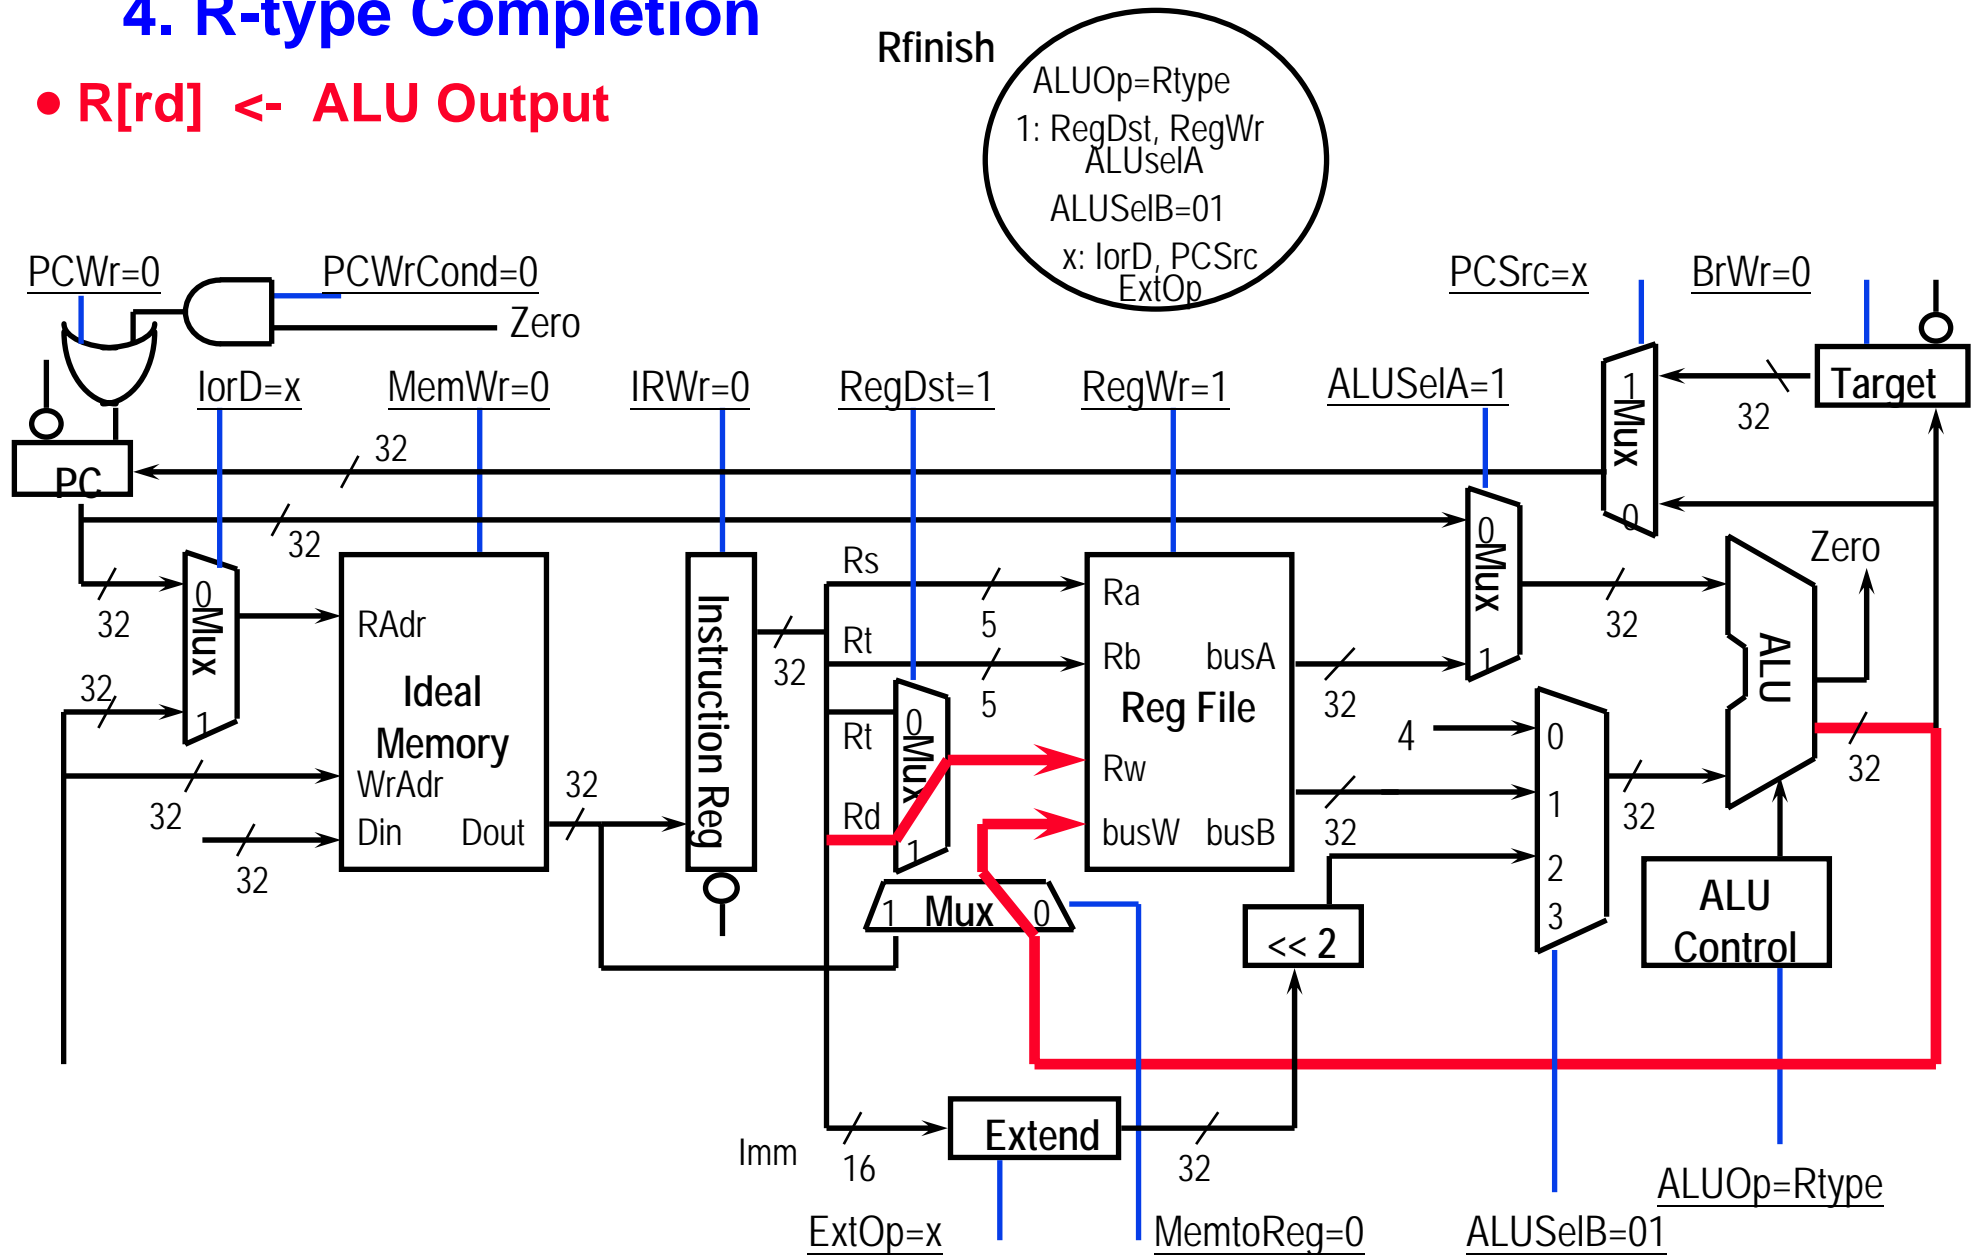 4. R-type Completion
• R[rd] <- ALU Output
Rfinish
ALUOp=Rtype
1: RegDst, RegWr
ALUselA
ALUSelB=01
x: IorD, PCSrc
ExtOp
PCWr=0
PCWrCond=0
Zero
PCSrc=x
BrWr=0
IorD=x
MemWr=0
IRWr=0
RegDst=1
RegWr=1
ALUSelA=1
1
Mux
0
32
Target
PC
32
32
0
Mux
1
32
32
32
32
RAdr
Ideal
Memory
WrAdr
Din
Dout
32
Instruction Reg
32
Rs
5
Rt
5
Rt
Rd
0
Mux
1
Ra
Rb
busA
Reg File
Rw
busW
busB
32
32
0
Mux
1
32
Zero
ALU
32
4
0
1
2
3
32
1
Mux
0
<< 2
ALU
Control
Imm
16
Extend
32
ExtOp=x
MemtoReg=0
ALUSelB=01
ALUOp=Rtype